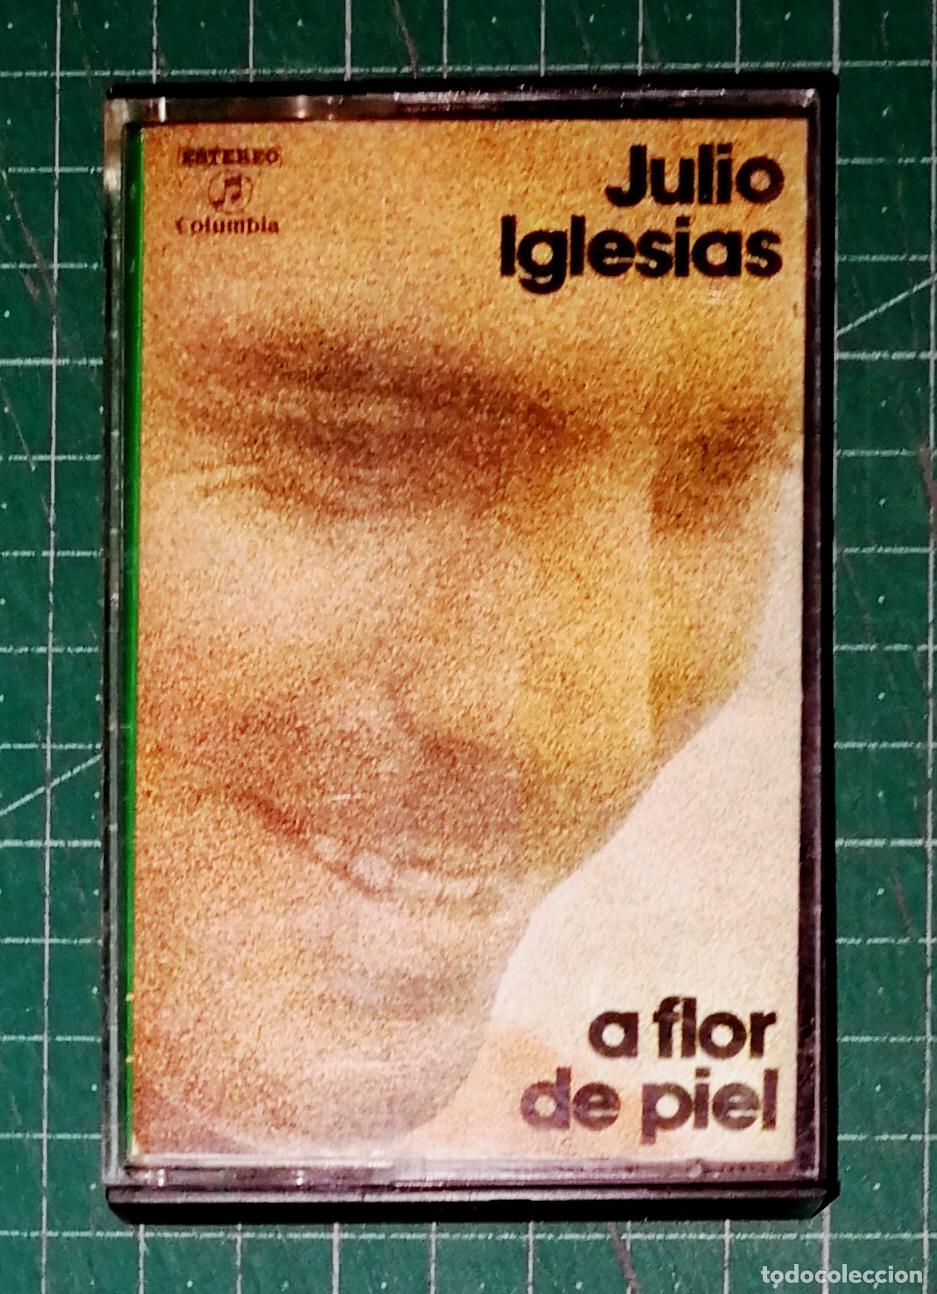 ESTEREO
Columbia
Julio
Iglesias
a flor
de piel
todocoleccion